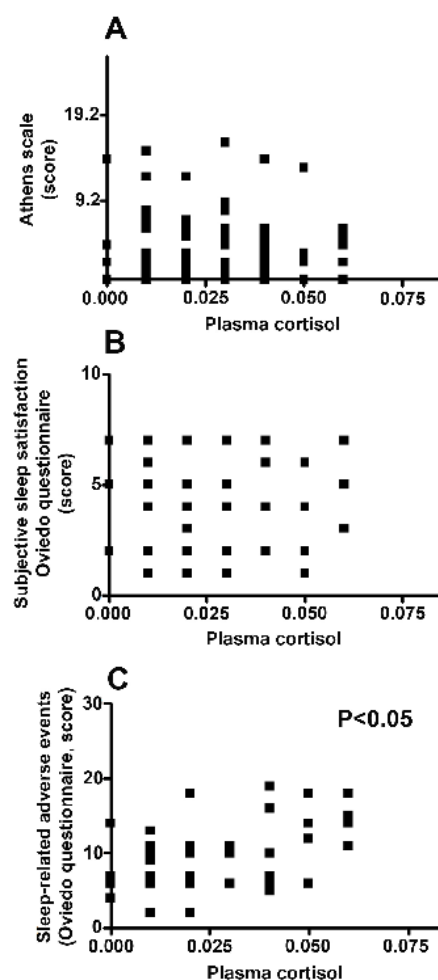 A
Athens scale
(score)
19.2
9.2
0.000 0.025 0.050 0.075
Plasma cortisol
B
Subjective sleep satisfaction
Oviedo questionnaire
(score)
10
5
0
0.000 0.025 0.050 0.075
Plasma cortisol
C
P<0.05
Sleep-related adverse events
(Oviedo questionnaire, score)
30
20
10
0
0.000 0.025 0.050 0.075
Plasma cortisol